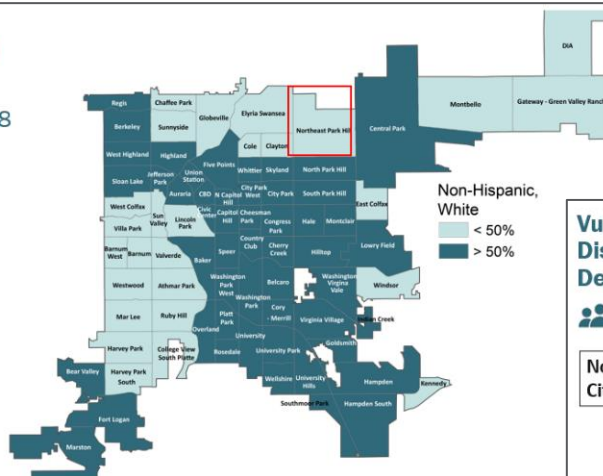 8
DIA
Montbello
Gateway - Green Valley Ranch
Regis
Chaffee Park
Berkeley
Sunnyside
Globeville
Elyria Swansea
Northeast Park Hill
Central Park
West Highland
Highland
Cole
Clayton
Five Points
Sloan Lake
Jefferson
Park
Union
Station
Whittier
Skyland
North Park Hill
Auraria
CBD
N Capitol
Hill
City Park
West
City Park
South Park Hill
West Colfax
Sun
Valley
Lincoln
Park
Civic
Center
Capitol
Hill
Cheesman
Park
Congress
Park
Hale
Montclair
East Colfax
Villa Park
Barnum
West
Barnum
Valverde
Baker
Speer
Country
Club
Cherry
Creek
Hilltop
Lowry Field
Westwood
Athmar Park
Washington
Park
West
Washington
Park
Belcaro
Washington
Virgina
Vale
Windsor
Mar Lee
Ruby Hill
Platt
Park
Cory
- Merrill
Virginia Village
Indian Creek
Overland
University
Goldsmith
Harvey Park
College View
South Platte
Rosedale
University Park
Bear Valley
Harvey Park
South
Wellshire
University
Hills
Hampden
Kennedy
Southmoor Park
Hampden South
Fort Logan
Marston
Non-Hispanic,
White
< 50%
> 50%
Vu
Dis
De
No
Cit